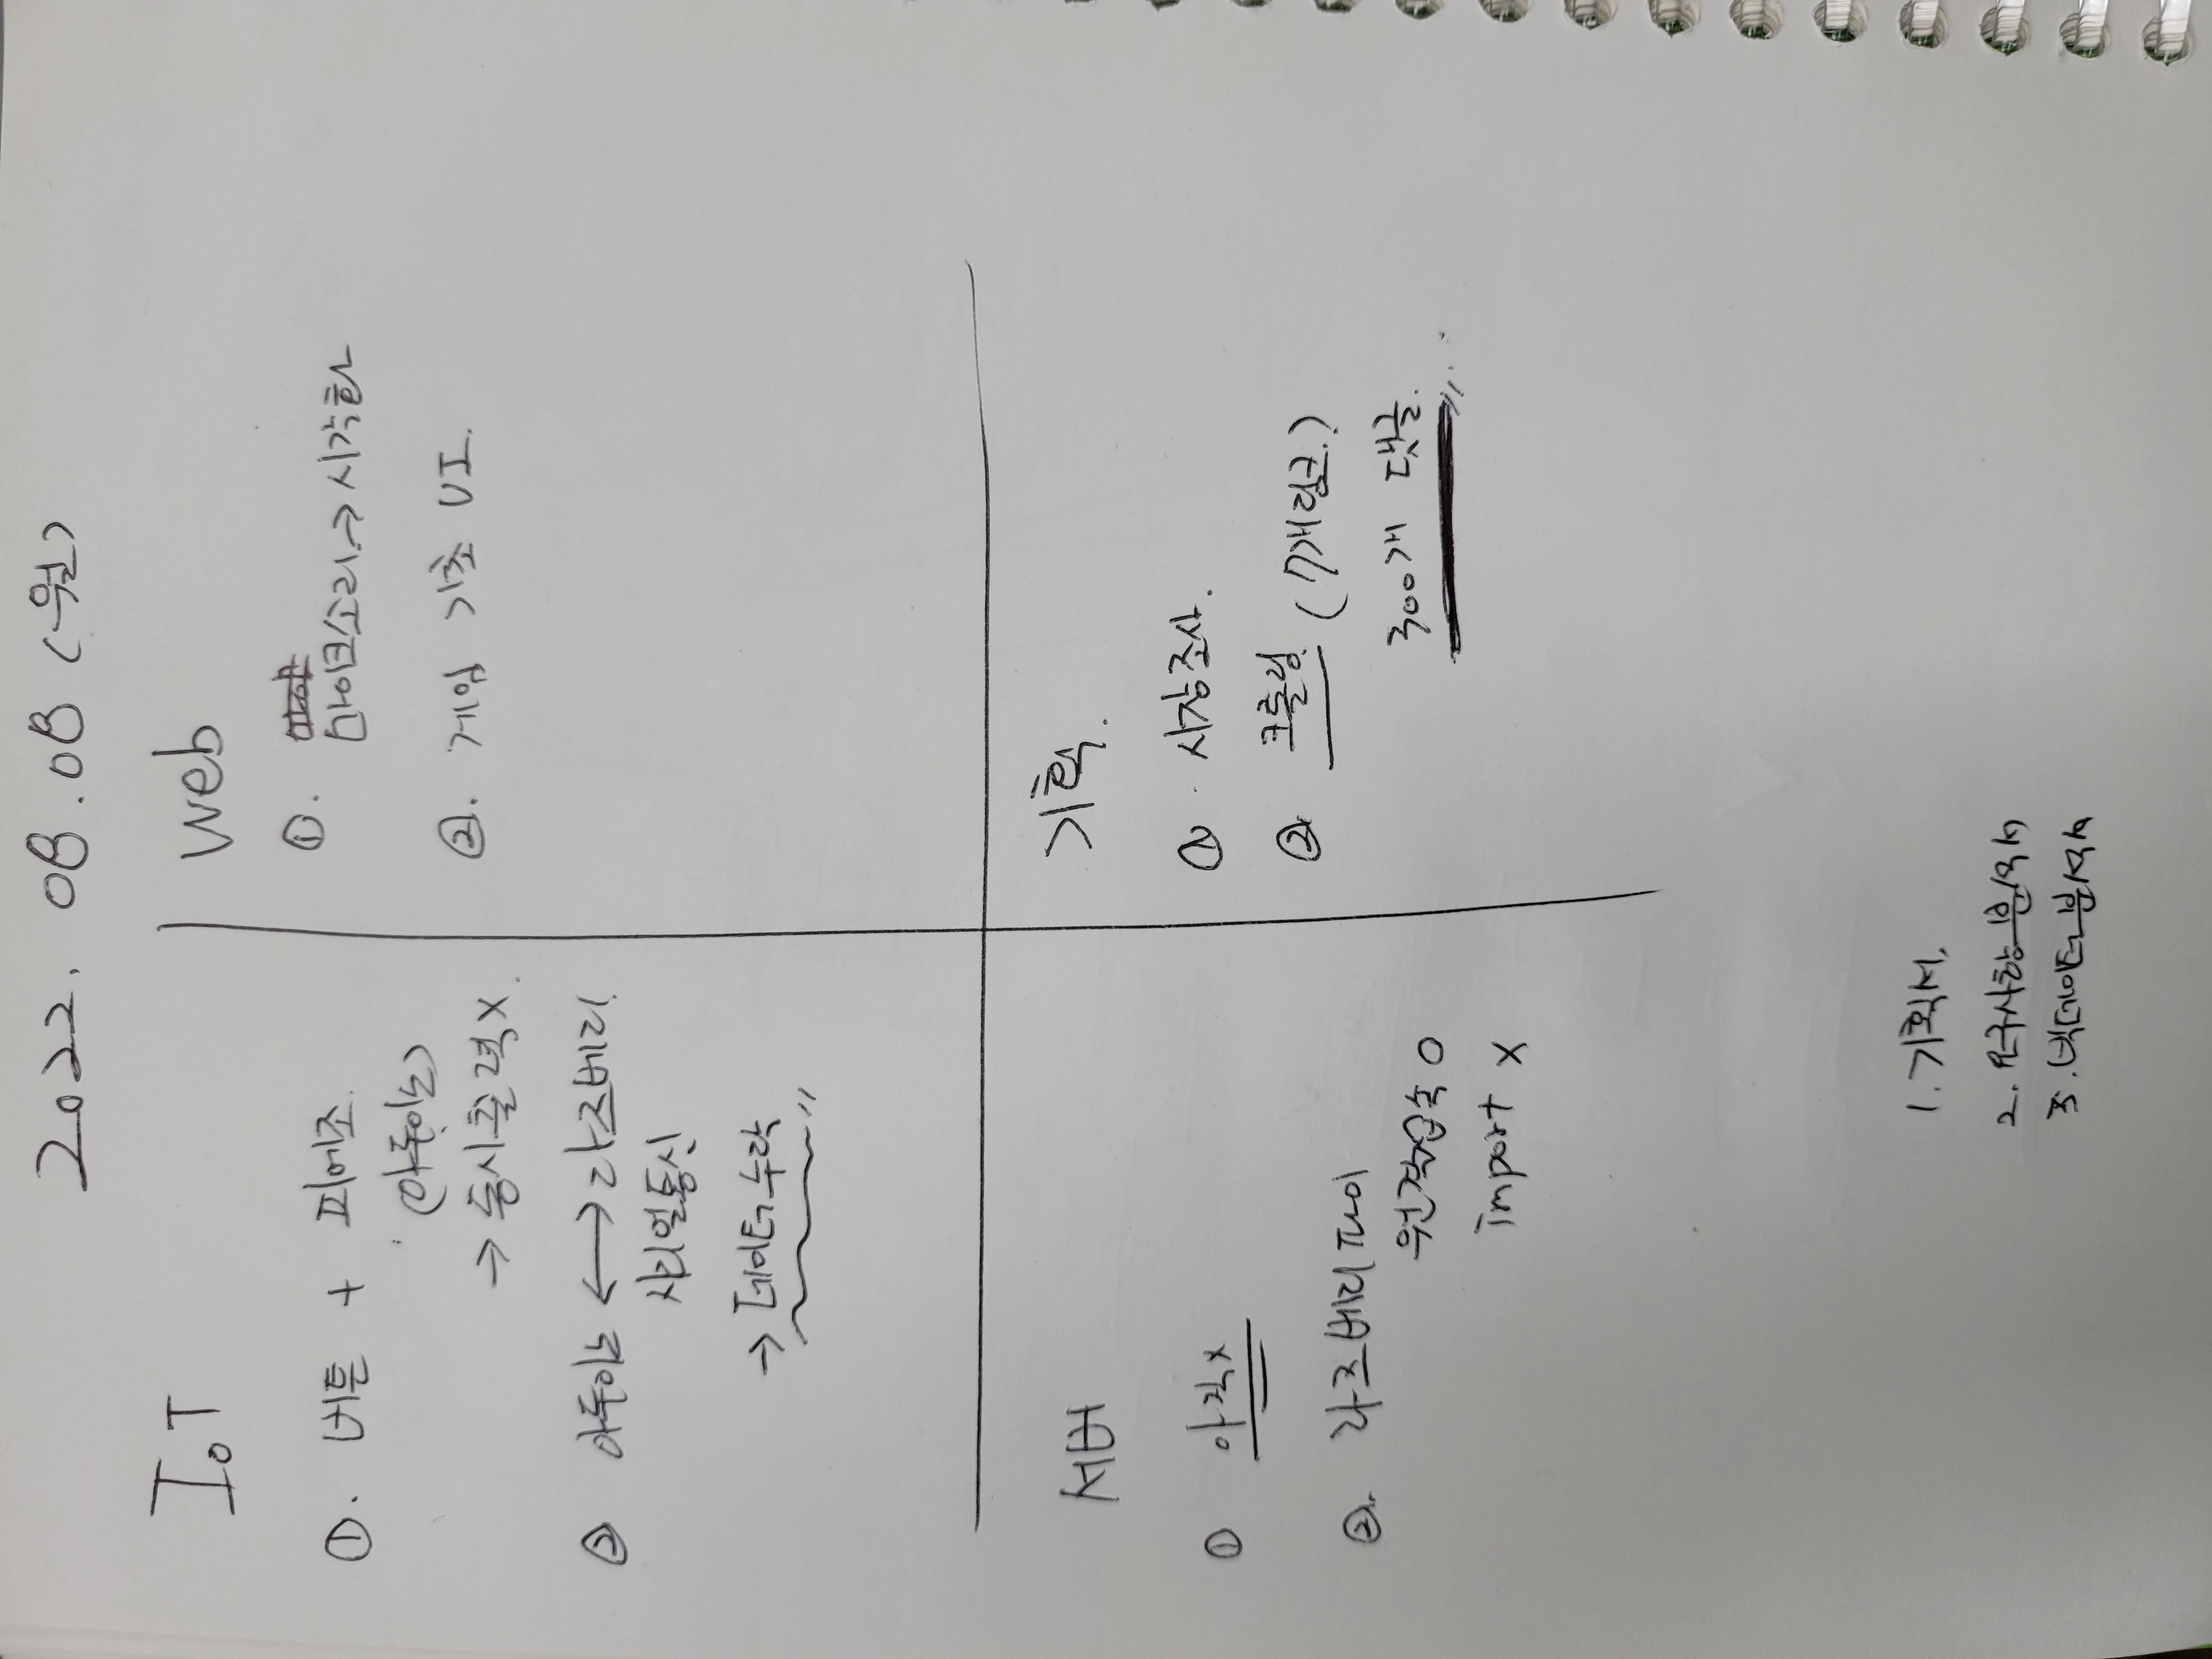 2022. 08.08 (월)
IoT
①. 버튼 + 피에조.
(아두이노)
→ 동시출력X.
② 아두이노 <-> 라즈베리.
시리얼통신
→ 데이터누락
Web
①.
마이크소리.→시각화
②. 게임 기초 UI.
서버
① 아직x
②. 라즈베리파이
원격접속 O
import X
기획.
① 시장조사.
② 크롤링. (7개링크.)
300개 댓글.
1. 기획서.
2. 요구사항 분석서
3. 빅데이터 분석서